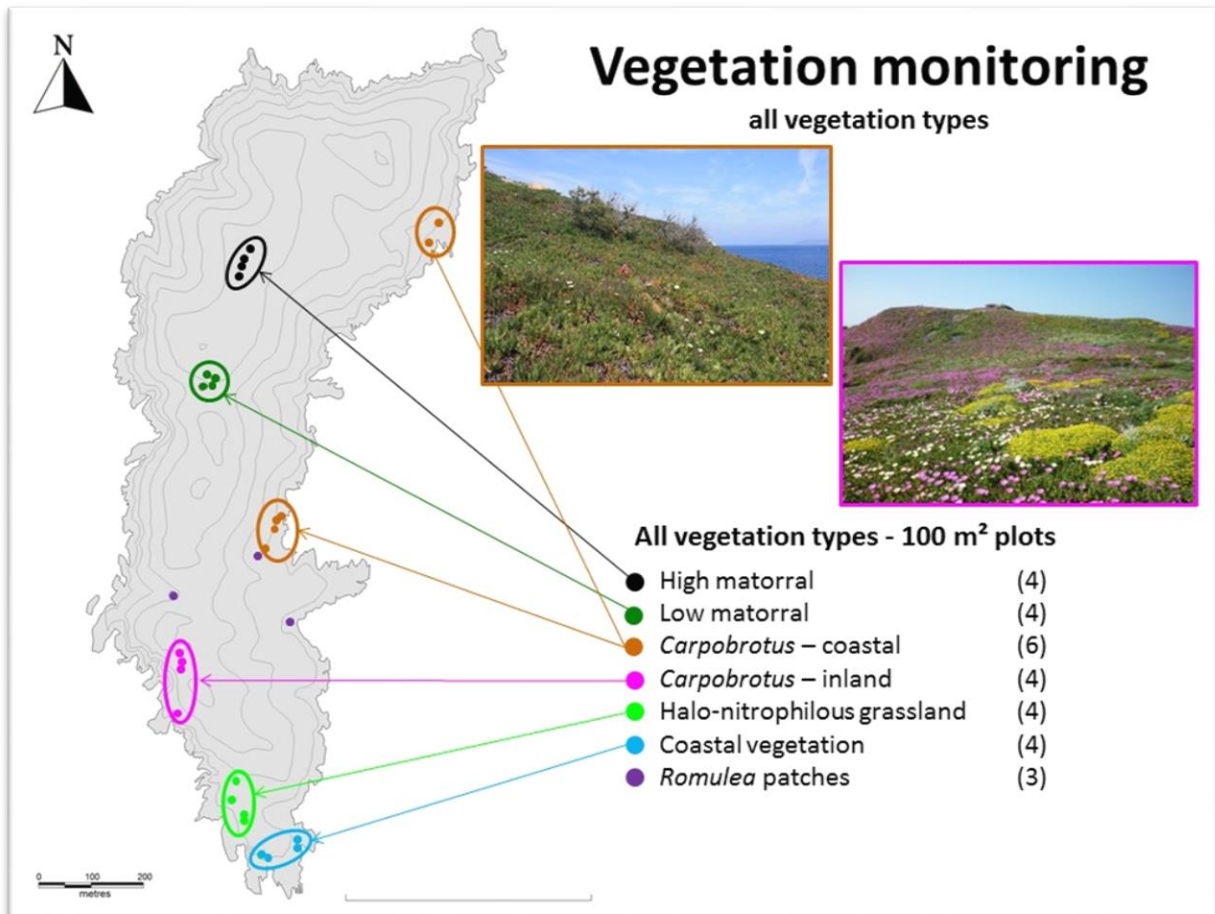 N
Vegetation monitoring
all vegetation types
All vegetation types - 100 m² plots
High matorral (4)
Low matorral (4)
Carpobrotus – coastal (6)
Carpobrotus – inland (4)
Halo-nitrophilous grassland (4)
Coastal vegetation (4)
Romulea patches (3)
0 100 200
metres